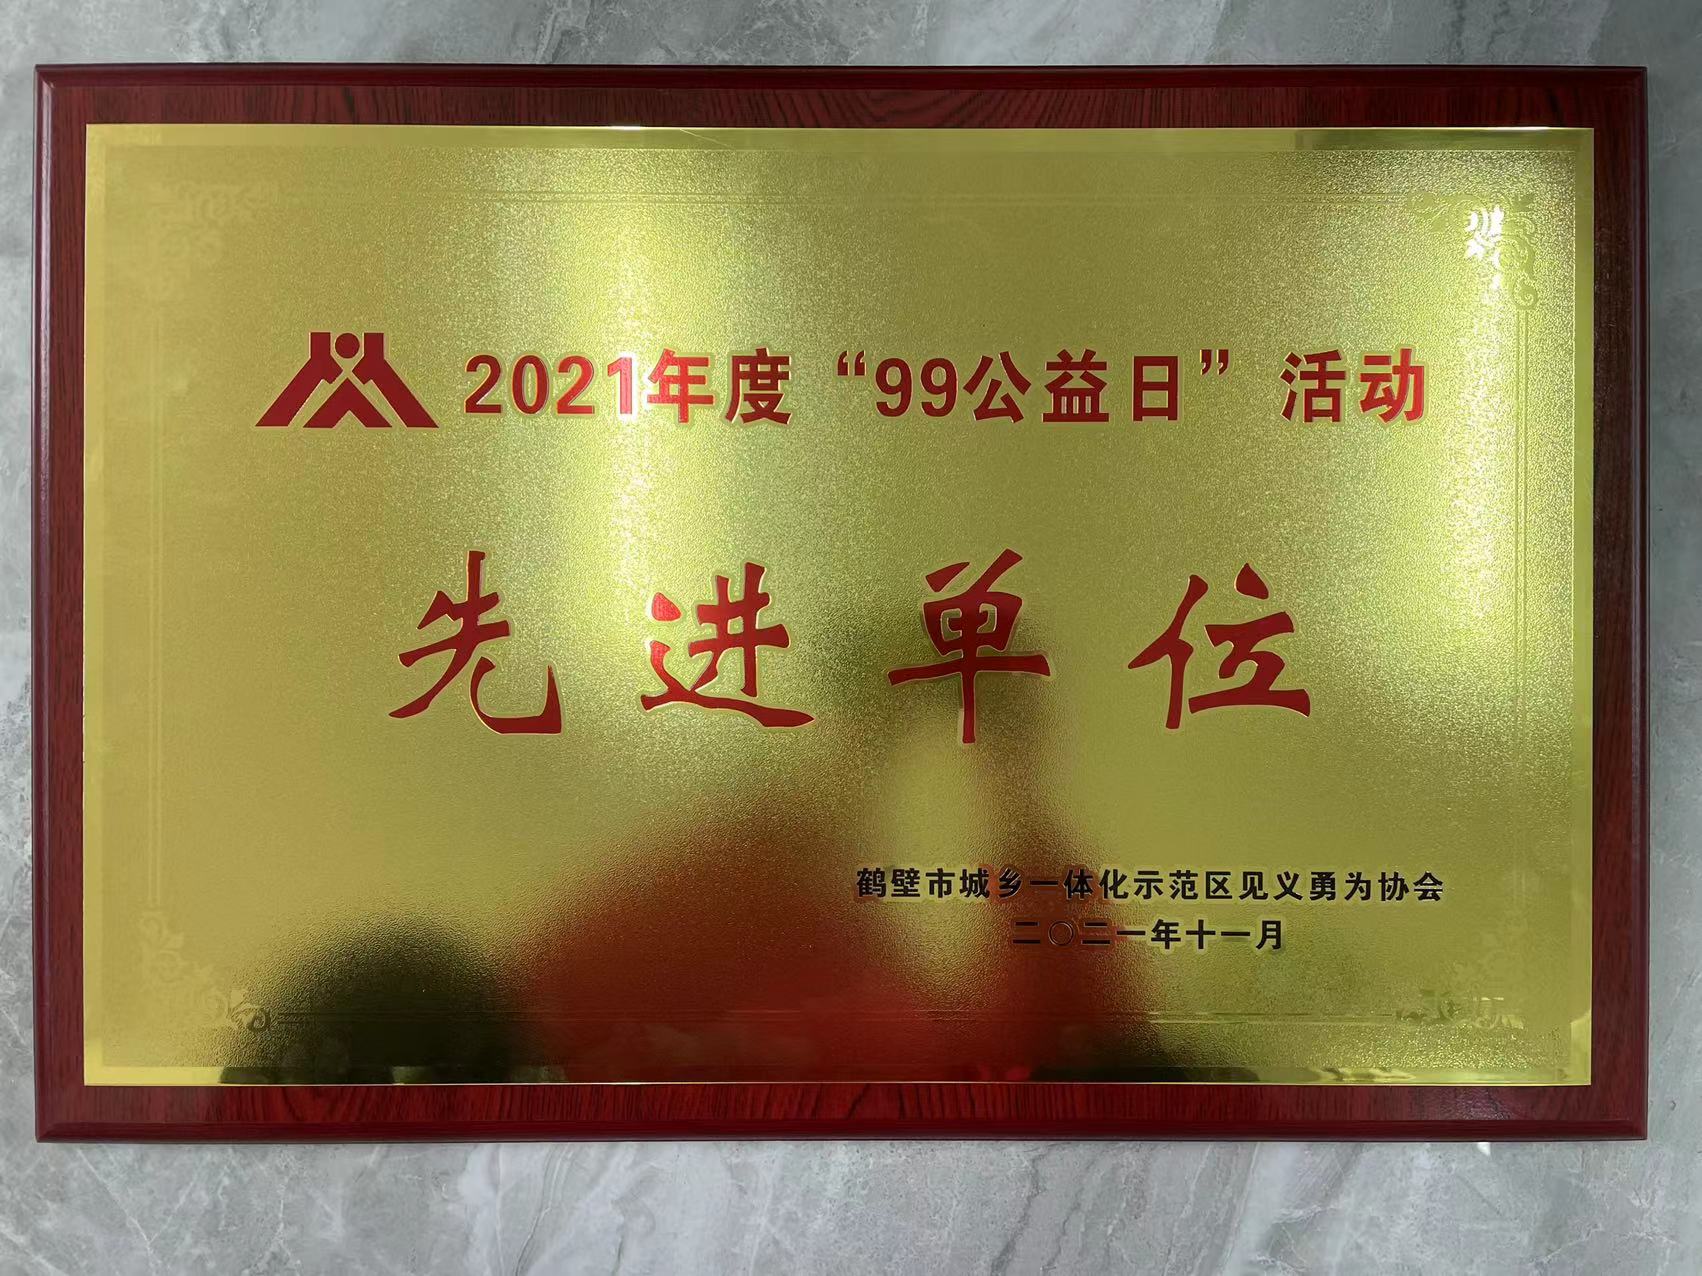 2021年度“99公益日”活动
先进单位
鹤壁市城乡一体化示范区见义勇为协会
二〇二一年十一月